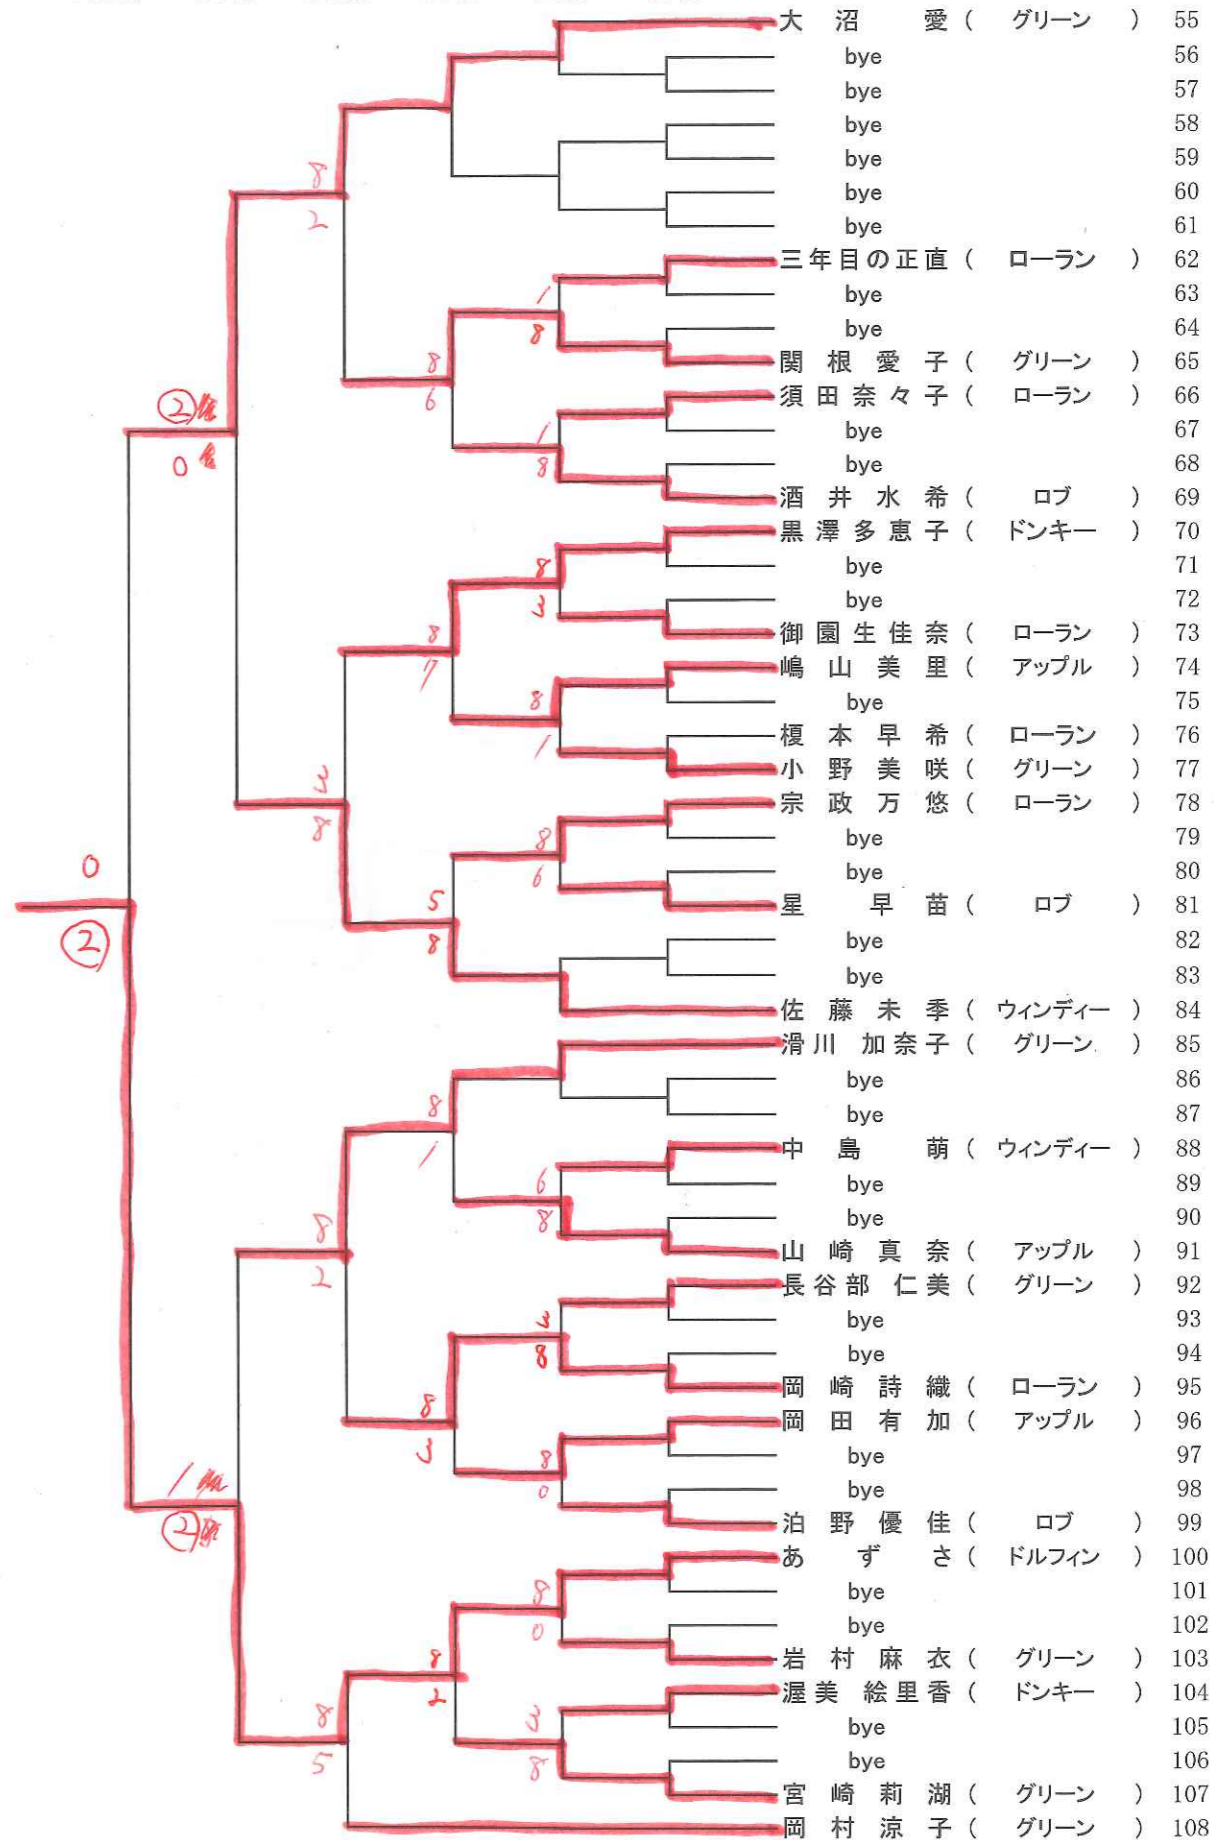 大沼 愛 ( グリーン ) 55
bye 56
bye 57
bye 58
bye 59
8
bye 60
2
bye 61
三年目の正直 ( ローラン ) 62
1
bye 63
8
bye 64
8
関根愛子 ( グリーン ) 65
6
須田奈々子 ( ローラン ) 66
②
1
bye 67
0
8
bye 68
酒井水希 ( ロブ ) 69
黒澤多恵子 ( ドンキー ) 70
8
bye 71
3
bye 72
8
御園生佳奈 ( ローラン ) 73
7
嶋山美里 ( アップル ) 74
8
bye 75
1
榎本早希 ( ローラン ) 76
3
小野美咲 ( グリーン ) 77
8
宗政万悠 ( ローラン ) 78
8
bye 79
0
6
bye 80
5
星 早苗 ( ロブ ) 81
②
8
bye 82
bye 83
佐藤未季 ( ウィンディー ) 84
滑川 加奈子 ( グリーン ) 85
8
bye 86
1
bye 87
中島 萌 ( ウィンディー ) 88
6
bye 89
8
8
bye 90
2
山崎真奈 ( アップル ) 91
長谷部 仁美 ( グリーン ) 92
3
bye 93
8
bye 94
8
岡崎詩織 ( ローラン ) 95
3
岡田有加 ( アップル ) 96
1
8
bye 97
②
0
bye 98
泊野優佳 ( ロブ ) 99
あずさ ( ドルフィン ) 100
8
bye 101
0
bye 102
8
岩村麻衣 ( グリーン ) 103
2
渥美 絵里香 ( ドンキー ) 104
8
3
bye 105
5
8
bye 106
宮崎莉湖 ( グリーン ) 107
岡村涼子 ( グリーン ) 108